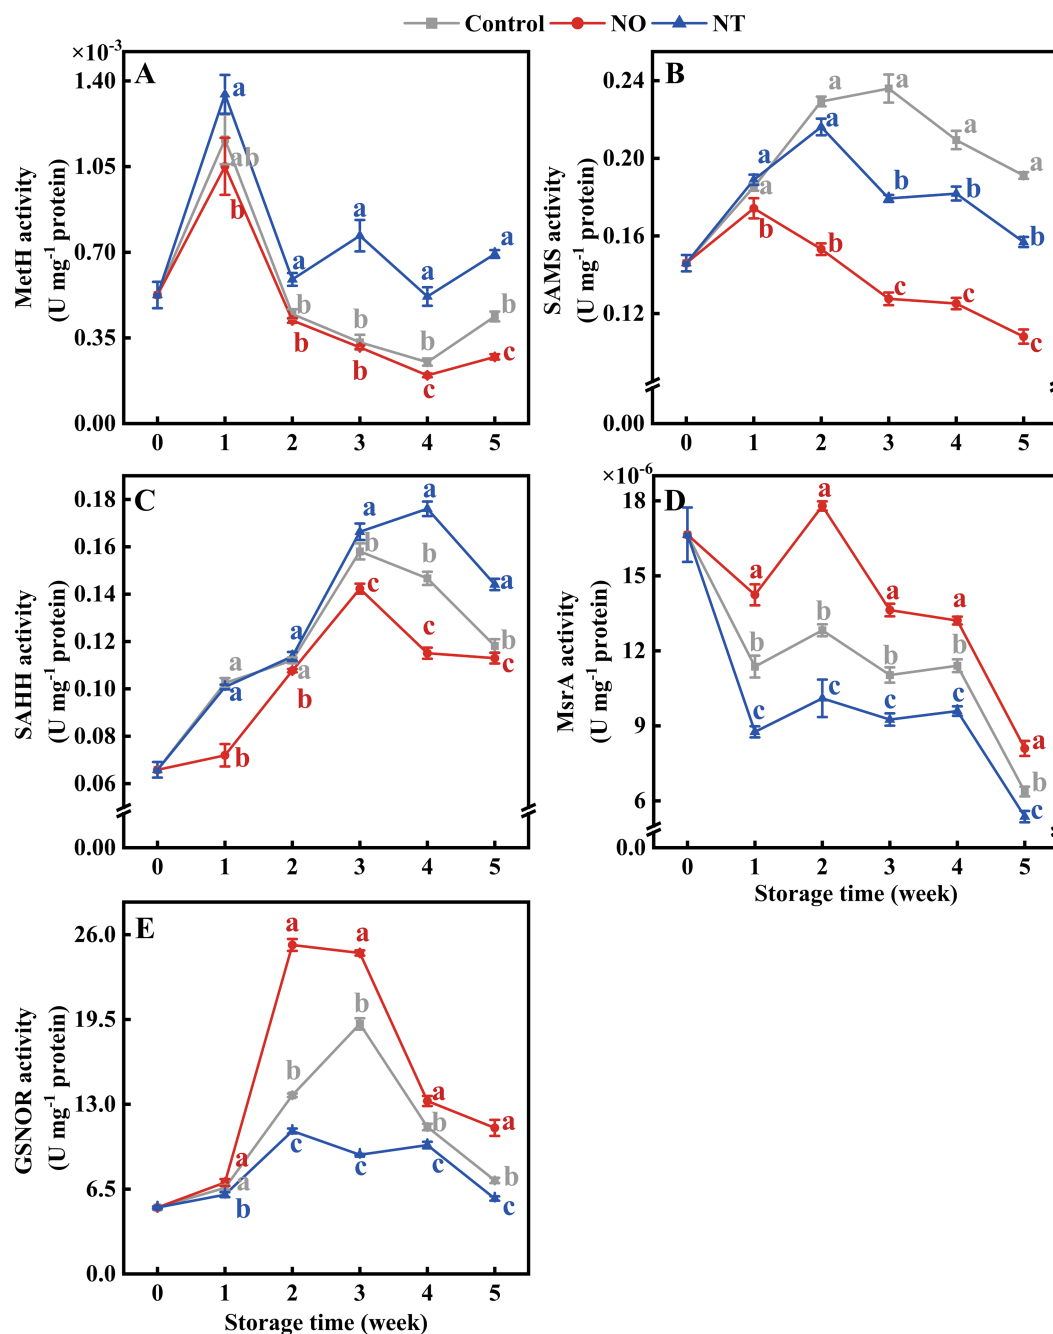 Control NO NT
×10⁻³
A
MetH activity
(U mg⁻¹ protein)
1.40
1.05
0.70
0.35
0.00
0 1 2 3 4 5
a a a a a
ab b b b b
b b b c c
B
SAMS activity
(U mg⁻¹ protein)
0.24
0.20
0.16
0.12
0.00
0 1 2 3 4 5
a a a a a
a a b b b
b b c c c
C
SAHH activity
(U mg⁻¹ protein)
0.18
0.16
0.14
0.12
0.10
0.08
0.06
0.00
0 1 2 3 4 5
a a a a a
a a b b b
b b c c c
×10⁻⁶
D
MsrA activity
(U mg⁻¹ protein)
18
15
12
9
6
0.0
0 1 2 3 4 5
Storage time (week)
a a a a a
b b b b b
c c c c c
E
GSNOR activity
(U mg⁻¹ protein)
26.0
19.5
13.0
6.5
0.0
0 1 2 3 4 5
Storage time (week)
a a a a a
a b b b b
b c c c c